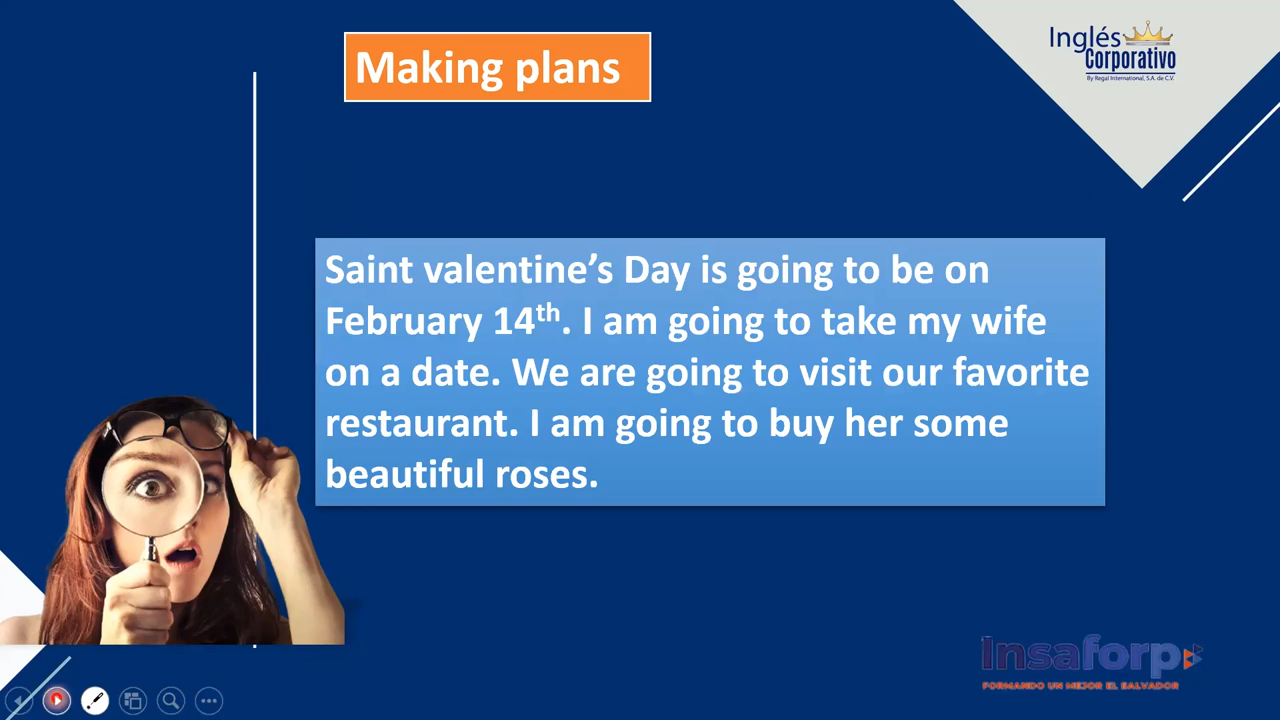 Making plans
Inglés
Corporativo
By Regal International, S.A. de C.V.
Saint valentine’s Day is going to be on
February 14th. I am going to take my wife
on a date. We are going to visit our favorite
restaurant. I am going to buy her some
beautiful roses.
Insaforp
FORMANDO UN MEJOR EL SALVADOR